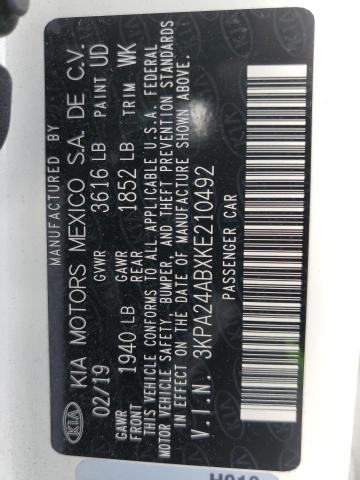 MANUFACTURED BY
KIA KIA MOTORS MEXICO S.A. DE C.V.
02/19 GVWR 3616 LB PAINT UD
GAWR FRONT 1940 LB GAWR REAR 1852 LB TRIM WK
THIS VEHICLE CONFORMS TO ALL APPLICABLE U.S.A. FEDERAL
MOTOR VEHICLE SAFETY, BUMPER, AND THEFT PREVENTION STANDARDS
IN EFFECT ON THE DATE OF MANUFACTURE SHOWN ABOVE.
V.I.N. 3KPA24ABXKE210492
PASSENGER CAR